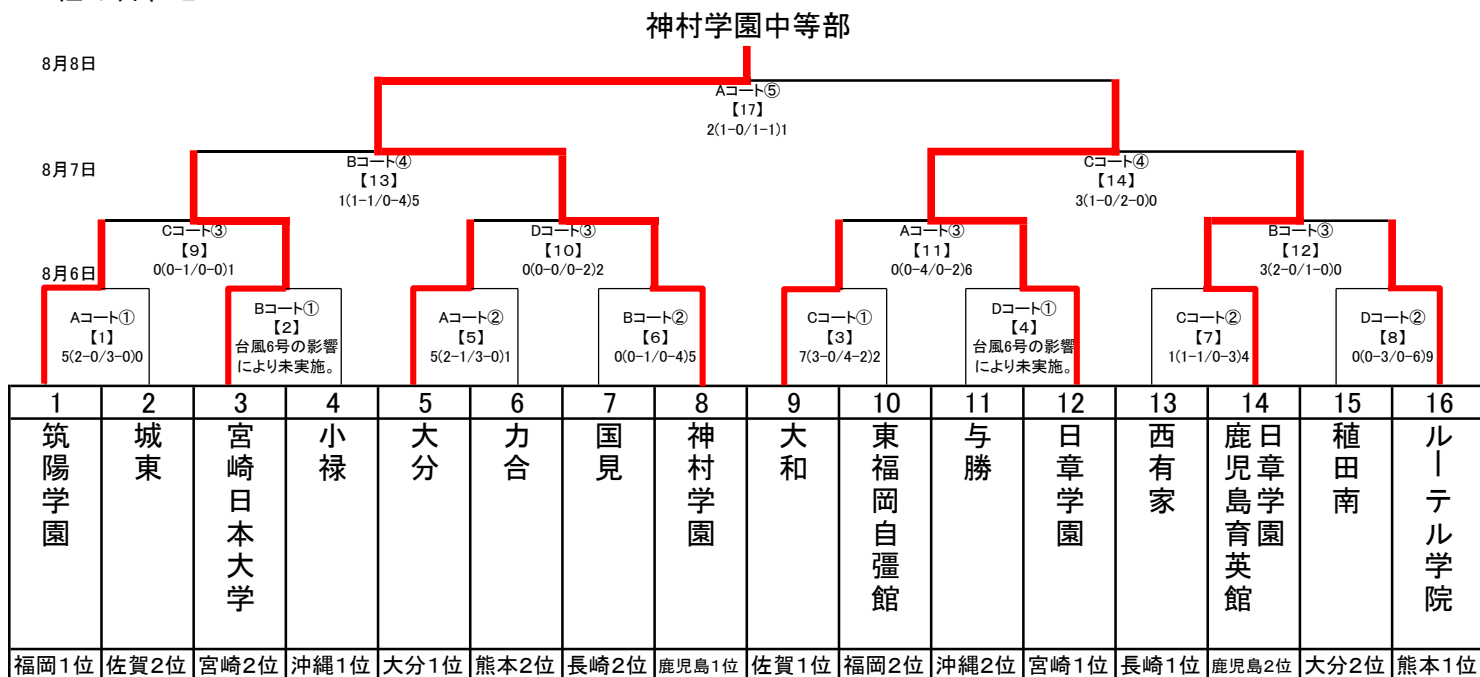 神村学園中等部
8月8日
Aコート⑤
【17】
2(1-0/1-1)1
8月7日
Bコート④
【13】
1(1-1/0-4)5
Cコート④
【14】
3(1-0/2-0)0
8月6日
Cコート③
【9】
0(0-1/0-0)1
Dコート③
【10】
0(0-0/0-2)2
Aコート③
【11】
0(0-4/0-2)6
Bコート③
【12】
3(2-0/1-0)0
Aコート①
【1】
5(2-0/3-0)0
Bコート①
【2】
台風6号の影響
により未実施。
Aコート②
【5】
5(2-1/3-0)1
Bコート②
【6】
0(0-1/0-4)5
Cコート①
【3】
7(3-0/4-2)2
Dコート①
【4】
台風6号の影響
により未実施。
Cコート②
【7】
1(1-1/0-3)4
Dコート②
【8】
0(0-3/0-6)9
1 2 3 4 5 6 7 8 9 10 11 12 13 14 15 16
筑陽学園
城東
宮崎日本大学
小禄
大分
力合
国見
神村学園
大和
東福岡自彊館
与勝
日章学園
西有家
日章学園
鹿児島育英館
稙田南
ルーテル学院
福岡1位 佐賀2位 宮崎2位 沖縄1位 大分1位 熊本2位 長崎2位 鹿児島1位 佐賀1位 福岡2位 沖縄2位 宮崎1位 長崎1位 鹿児島2位 大分2位 熊本1位